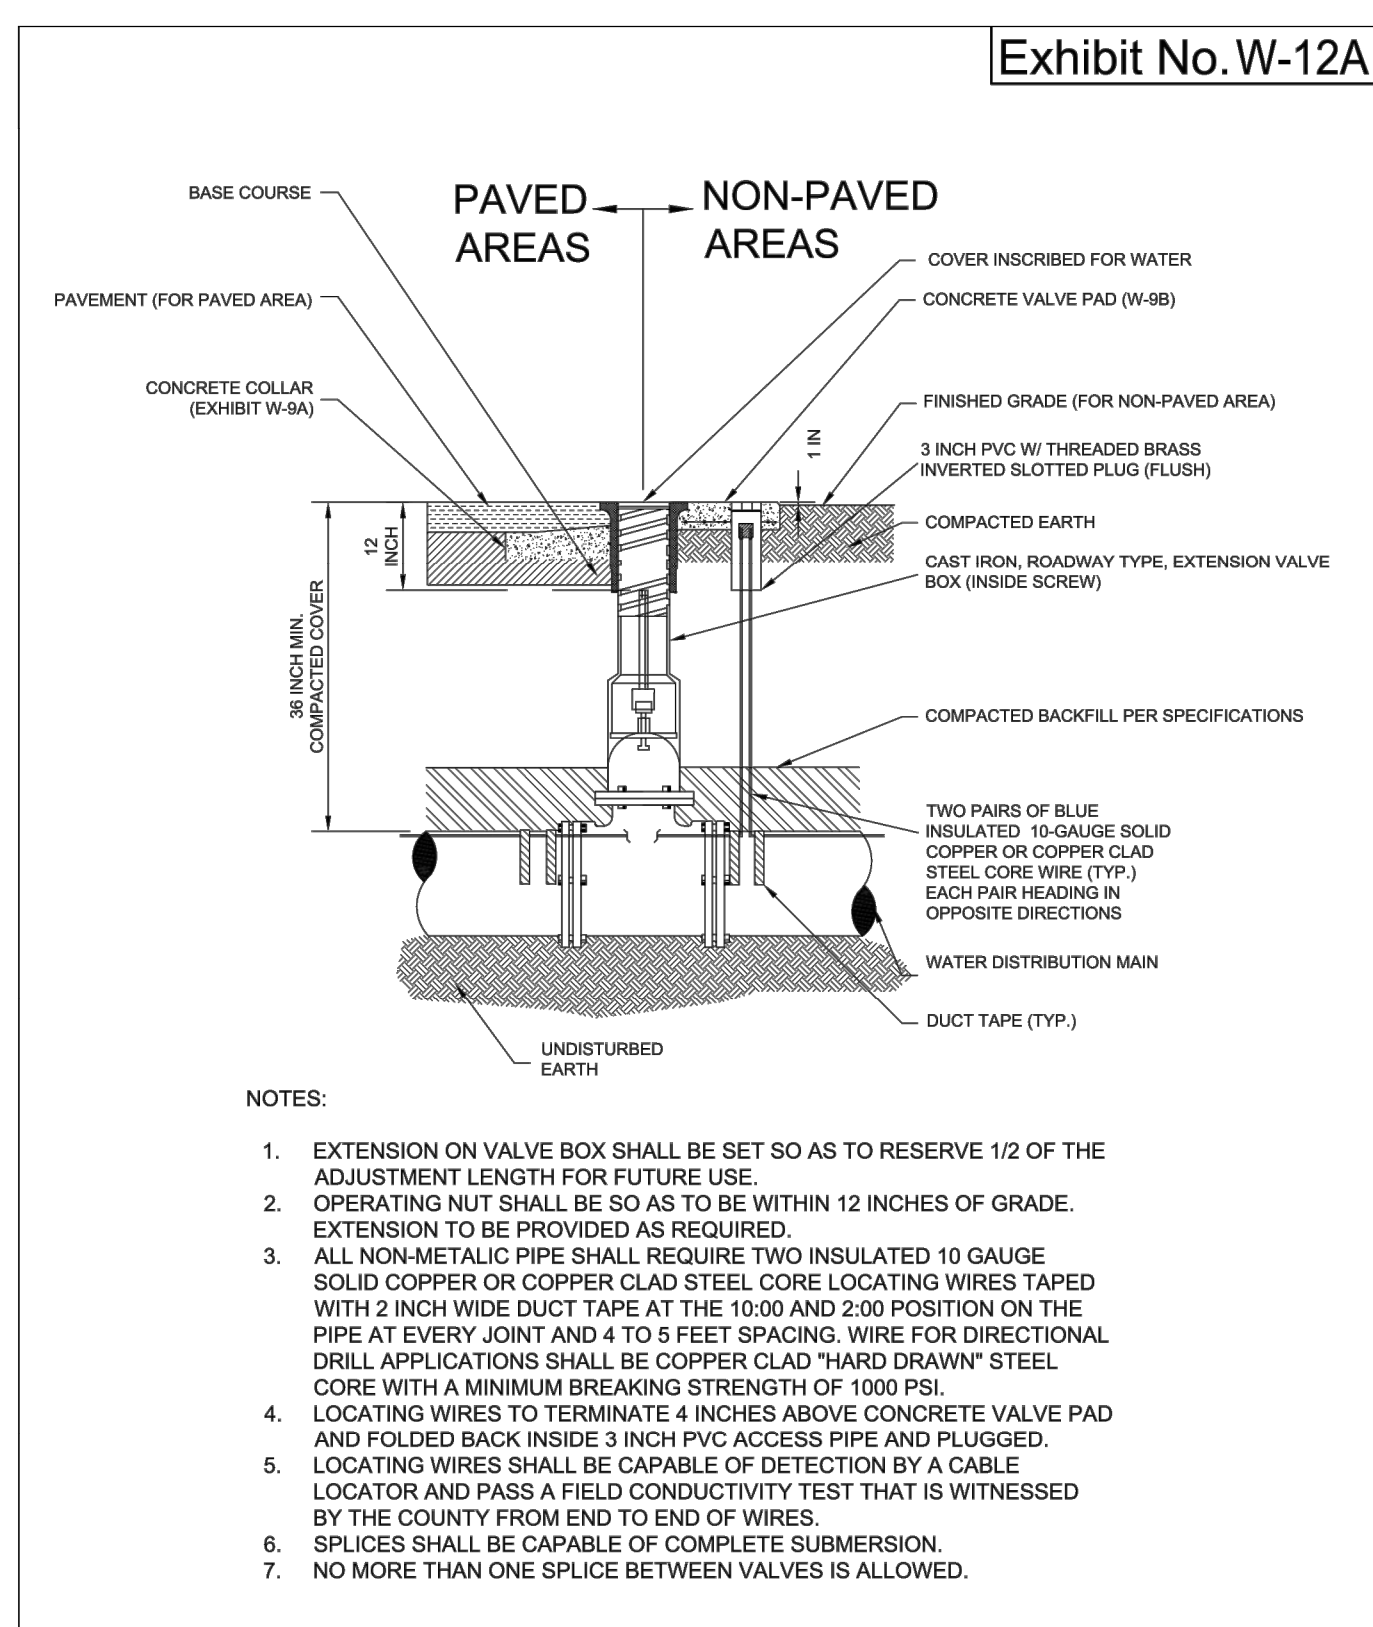 Exhibit No. W-12A
PAVED
AREAS
NON-PAVED
AREAS
BASE COURSE
PAVEMENT (FOR PAVED AREA)
CONCRETE COLLAR
(EXHIBIT W-9A)
COVER INSCRIBED FOR WATER
CONCRETE VALVE PAD (W-9B)
FINISHED GRADE (FOR NON-PAVED AREA)
1 IN
3 INCH PVC W/ THREADED BRASS
INVERTED SLOTTED PLUG (FLUSH)
COMPACTED EARTH
12
INCH
CAST IRON, ROADWAY TYPE, EXTENSION VALVE
BOX (INSIDE SCREW)
36 INCH MIN.
COMPACTED COVER
COMPACTED BACKFILL PER SPECIFICATIONS
TWO PAIRS OF BLUE
INSULATED 10-GAUGE SOLID
COPPER OR COPPER CLAD
STEEL CORE WIRE (TYP.)
EACH PAIR HEADING IN
OPPOSITE DIRECTIONS
WATER DISTRIBUTION MAIN
DUCT TAPE (TYP.)
UNDISTURBED
EARTH
NOTES:
1. EXTENSION ON VALVE BOX SHALL BE SET SO AS TO RESERVE 1/2 OF THE
ADJUSTMENT LENGTH FOR FUTURE USE.
2. OPERATING NUT SHALL BE SO AS TO BE WITHIN 12 INCHES OF GRADE.
EXTENSION TO BE PROVIDED AS REQUIRED.
3. ALL NON-METALIC PIPE SHALL REQUIRE TWO INSULATED 10 GAUGE
SOLID COPPER OR COPPER CLAD STEEL CORE LOCATING WIRES TAPED
WITH 2 INCH WIDE DUCT TAPE AT THE 10:00 AND 2:00 POSITION ON THE
PIPE AT EVERY JOINT AND 4 TO 5 FEET SPACING. WIRE FOR DIRECTIONAL
DRILL APPLICATIONS SHALL BE COPPER CLAD "HARD DRAWN" STEEL
CORE WITH A MINIMUM BREAKING STRENGTH OF 1000 PSI.
4. LOCATING WIRES TO TERMINATE 4 INCHES ABOVE CONCRETE VALVE PAD
AND FOLDED BACK INSIDE 3 INCH PVC ACCESS PIPE AND PLUGGED.
5. LOCATING WIRES SHALL BE CAPABLE OF DETECTION BY A CABLE
LOCATOR AND PASS A FIELD CONDUCTIVITY TEST THAT IS WITNESSED
BY THE COUNTY FROM END TO END OF WIRES.
6. SPLICES SHALL BE CAPABLE OF COMPLETE SUBMERSION.
7. NO MORE THAN ONE SPLICE BETWEEN VALVES IS ALLOWED.